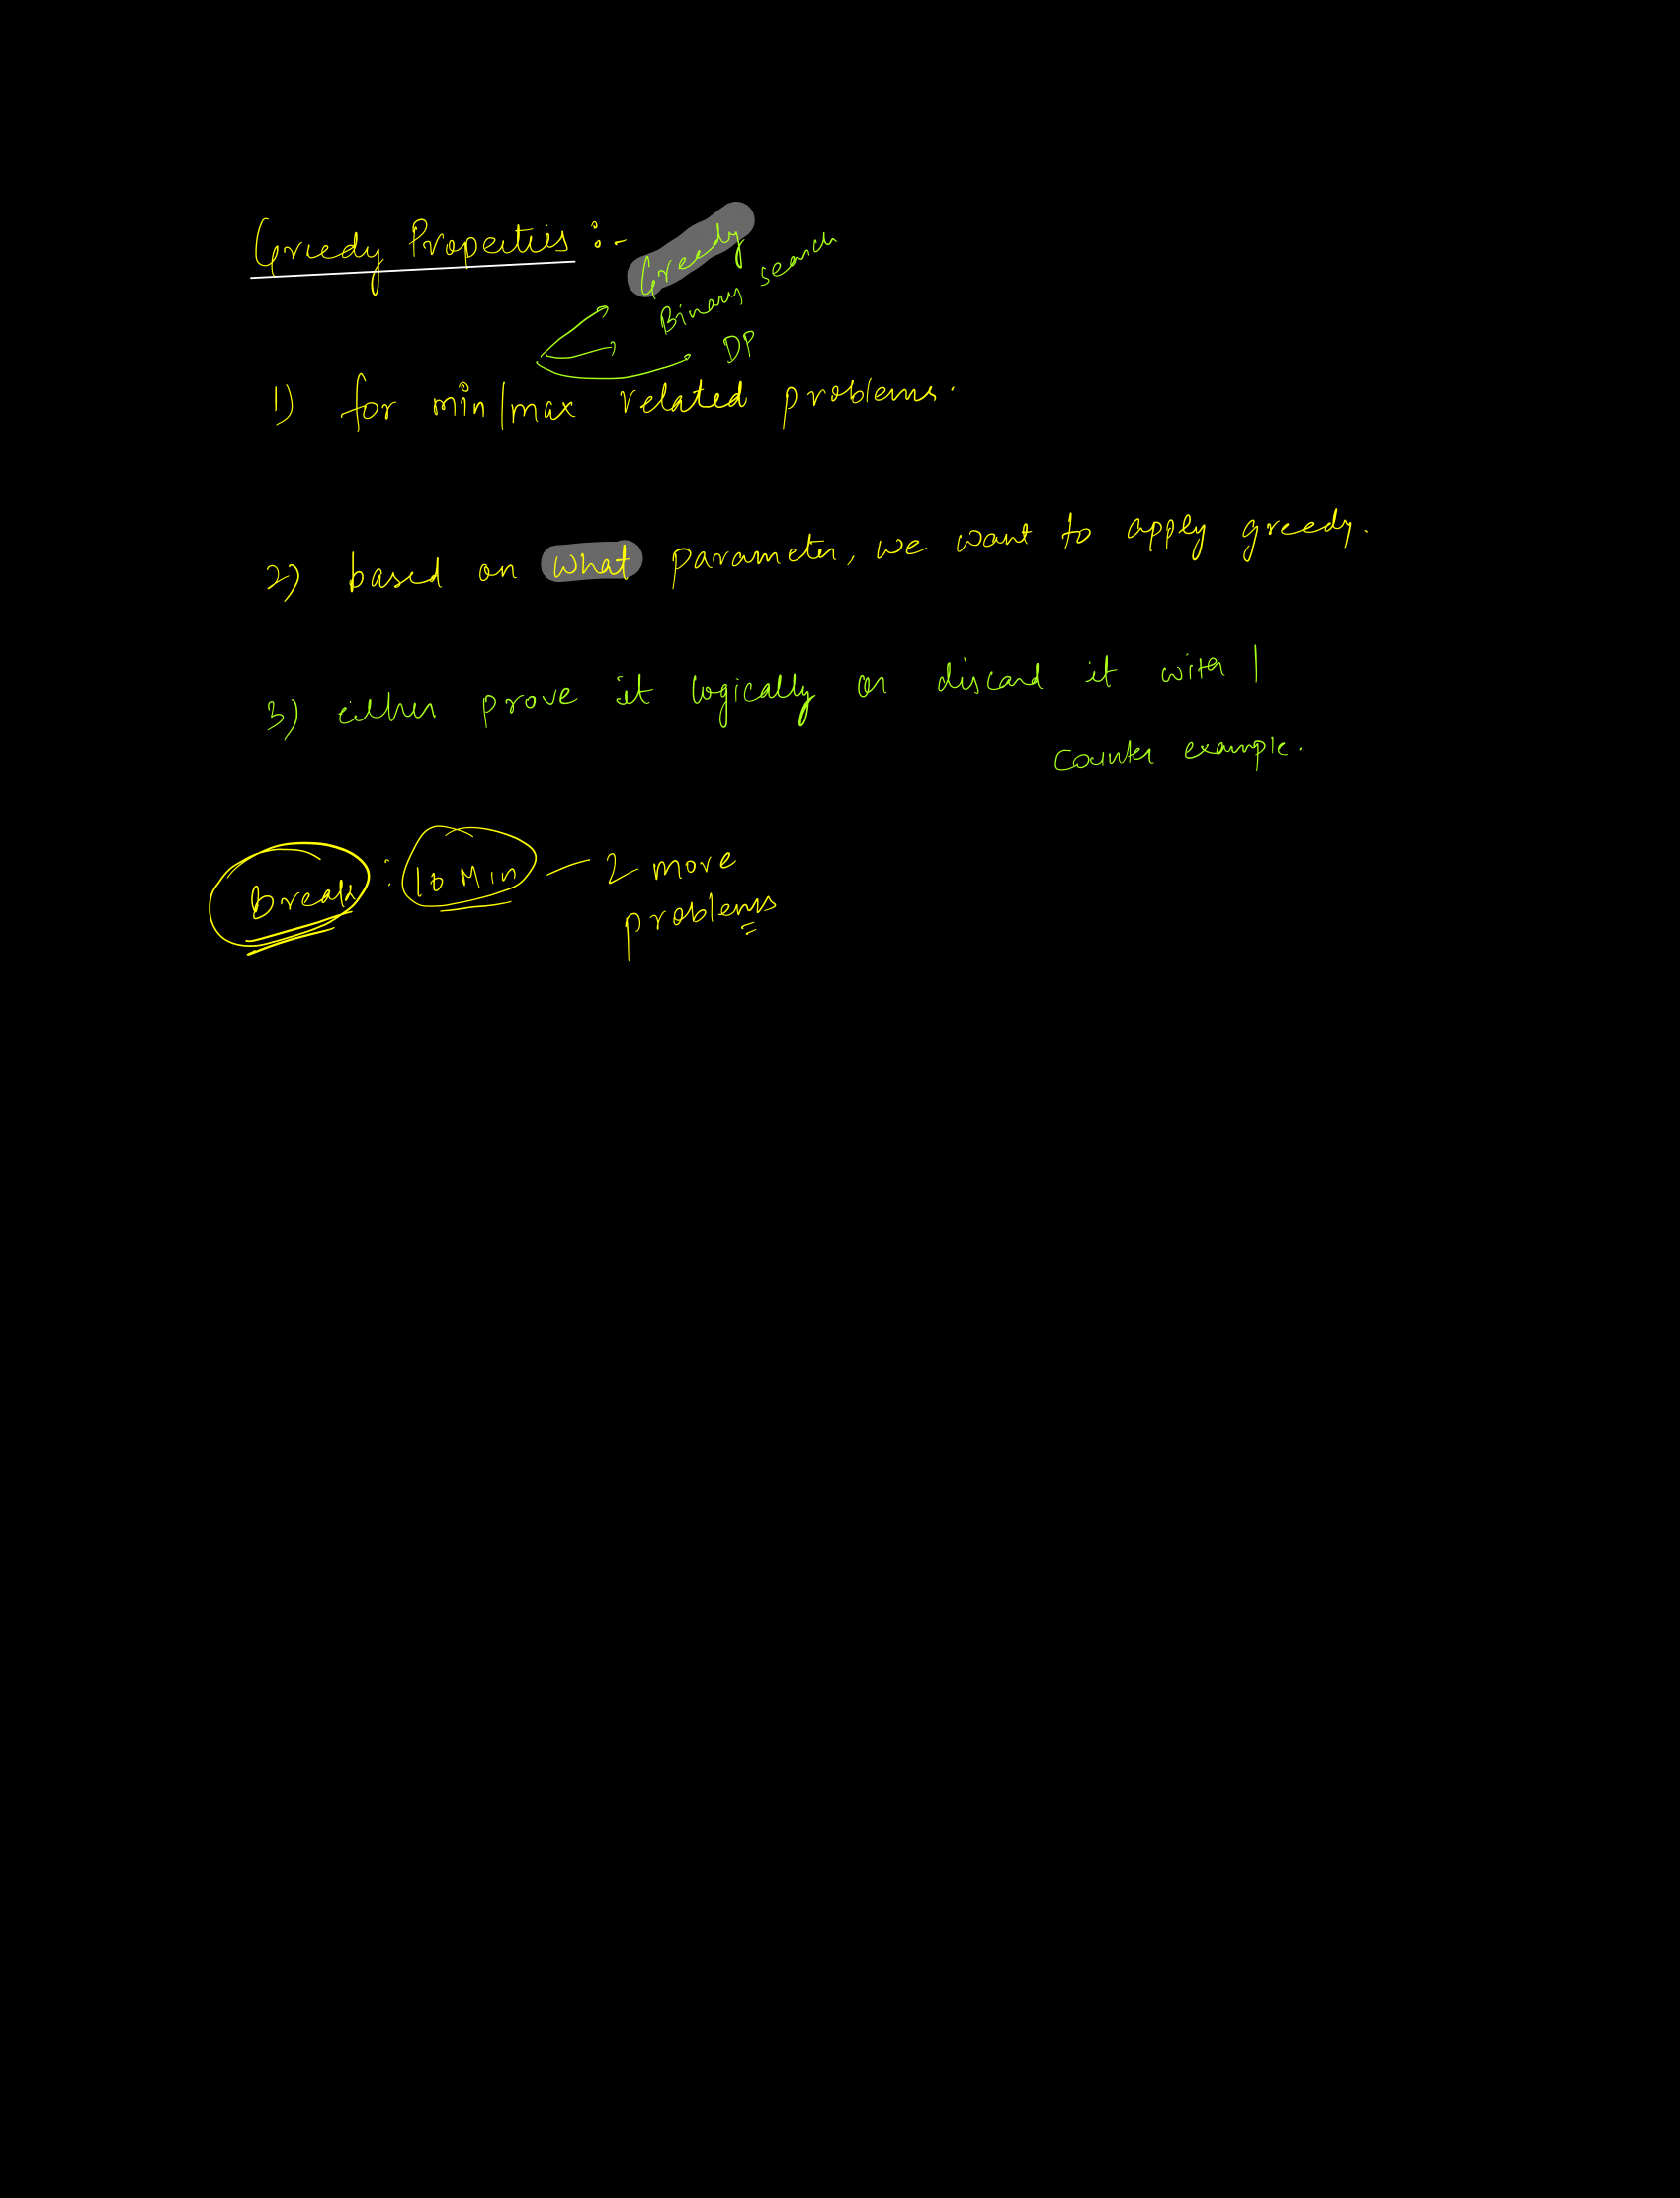 Greedy Properties :-
Greedy
Binary search
DP
1) for min/max related problems.
2) based on what parameter, we want to apply greedy.
3) either prove it logically or discard it with 1
counter example.
Break : 10 Min — 2 more
problems